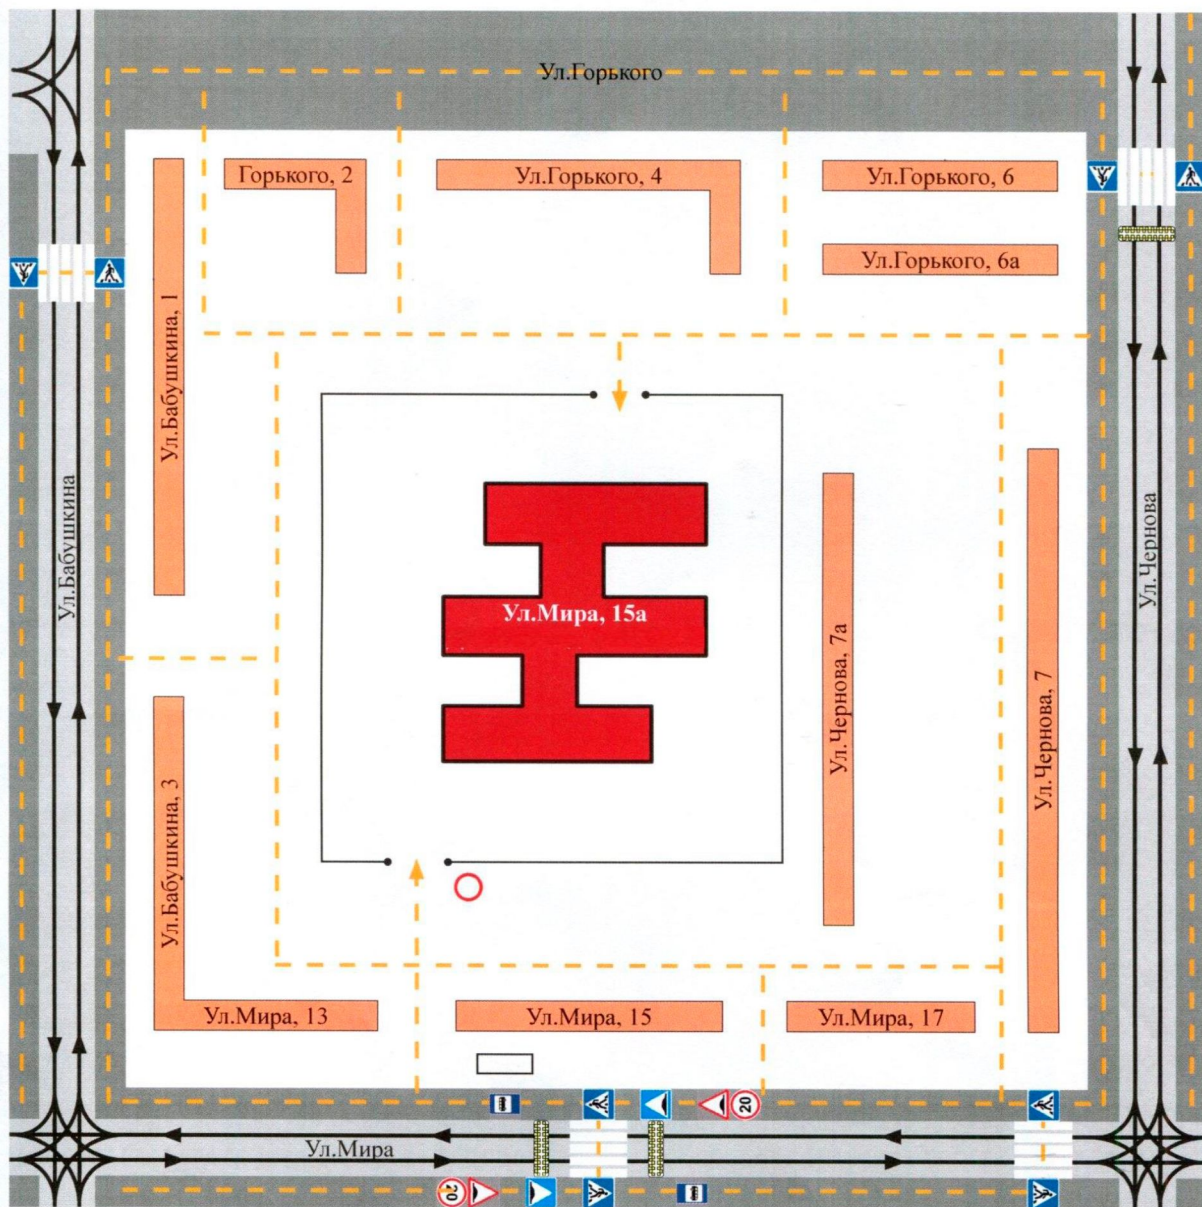 Ул.Горького
Горького, 2
Ул.Горького, 4
Ул.Горького, 6
Ул.Горького, 6а
Ул.Бабушкина, 1
Ул.Бабушкина
Ул.Чернова
Ул.Мира, 15а
Ул.Чернова, 7а
Ул.Чернова, 7
Ул.Бабушкина, 3
Ул.Мира, 13
Ул.Мира, 15
Ул.Мира, 17
20
Ул.Мира
20